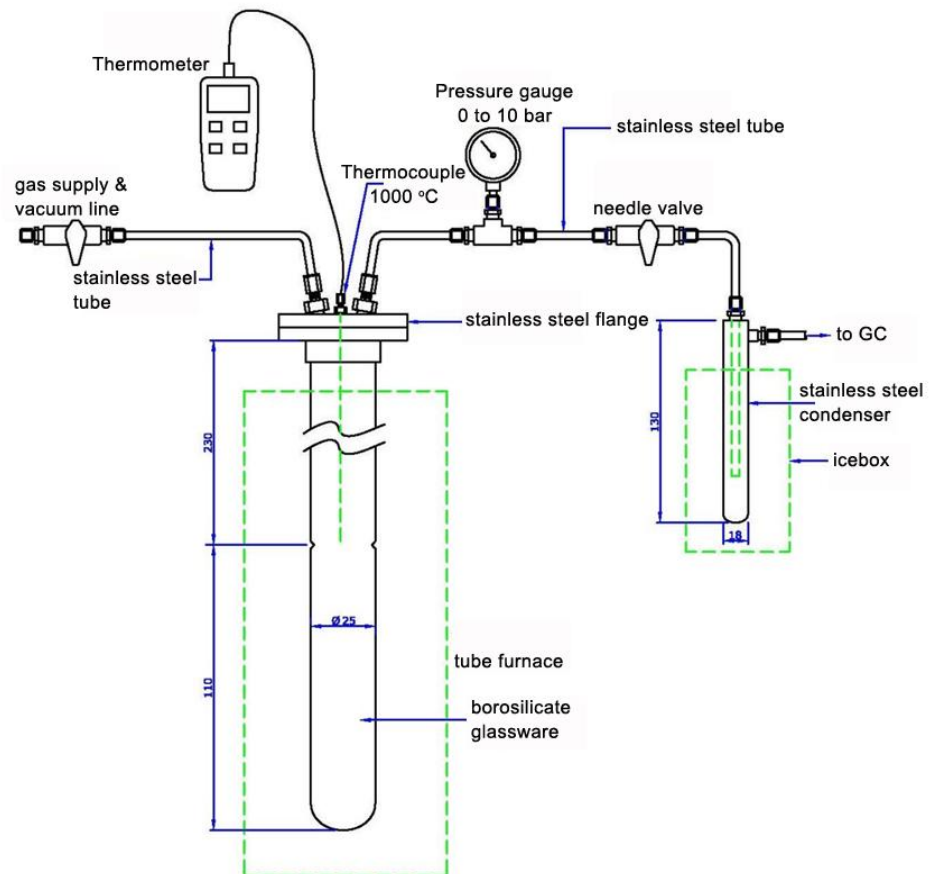 Thermometer
Pressure gauge
0 to 10 bar
stainless steel tube
Thermocouple
1000 °C
gas supply &
vacuum line
needle valve
stainless steel
tube
stainless steel flange
to GC
230
130
stainless steel
condenser
icebox
18
Ø25
110
tube furnace
borosilicate
glassware